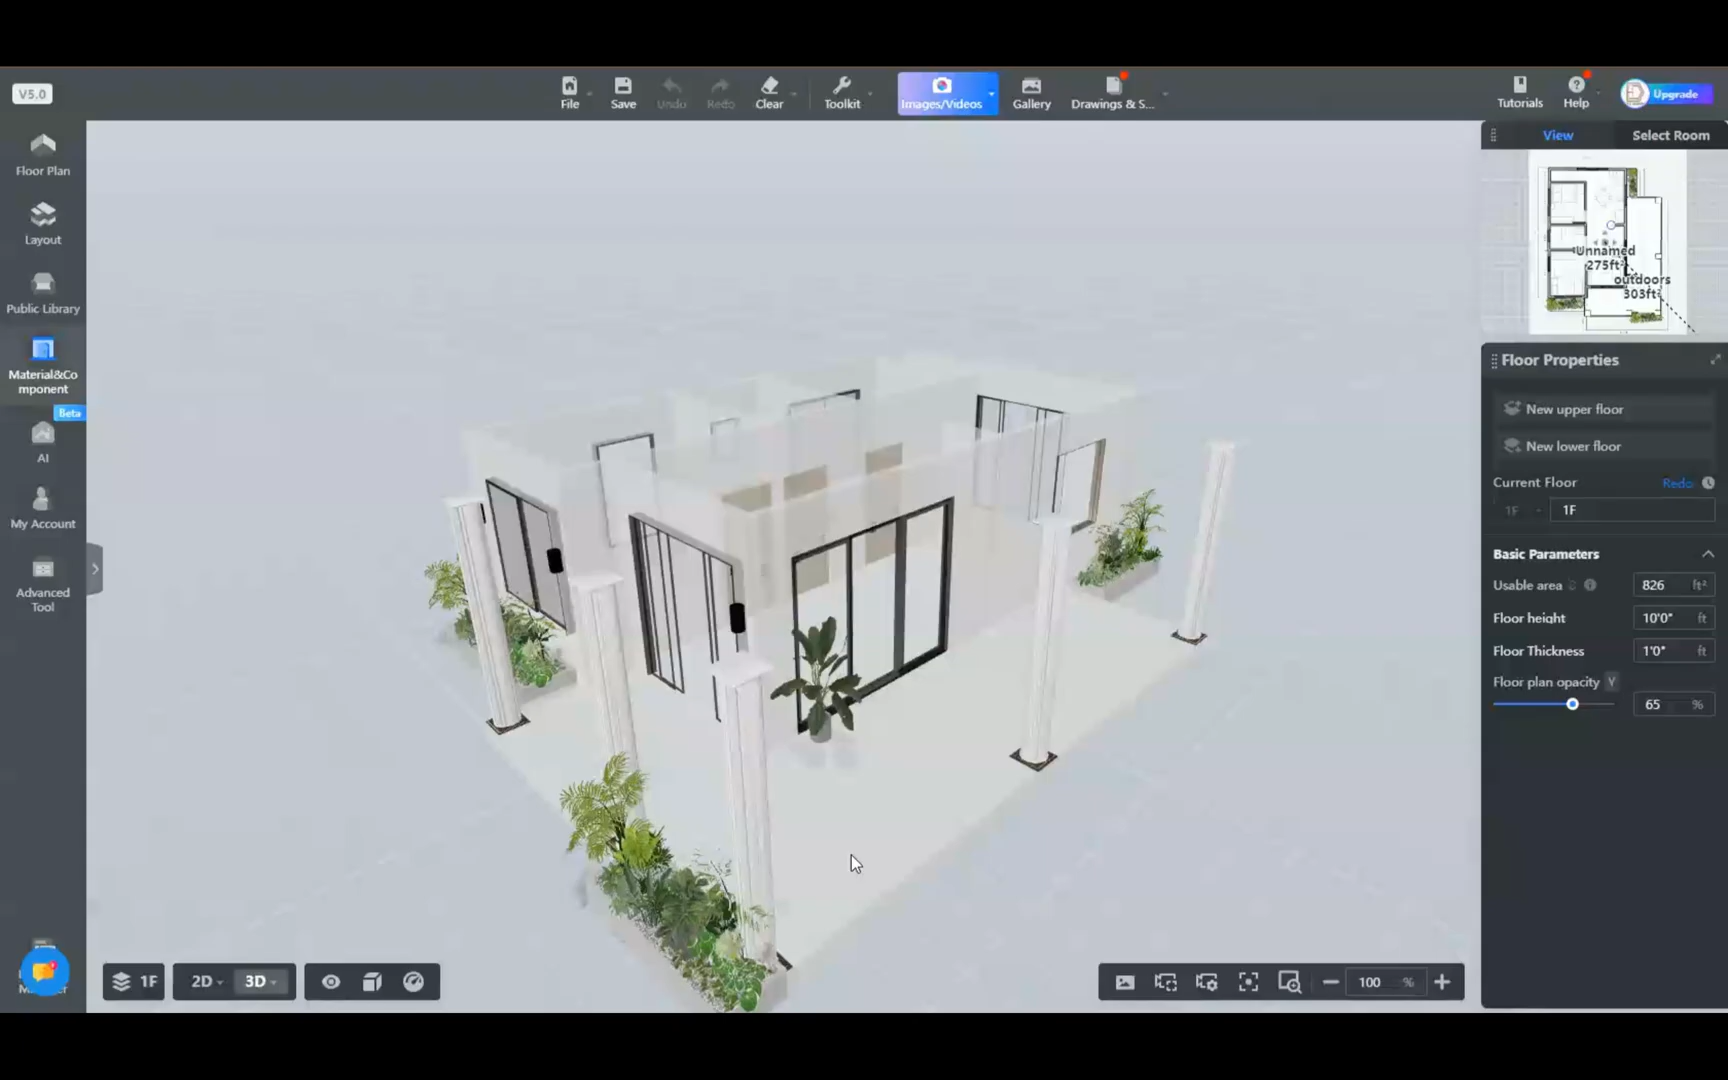 V5.0
File
Save
Undo
Redo
Clear
Toolkit
Images/Videos
Gallery
Drawings & S...
Tutorials
Help
Upgrade
Floor Plan
Layout
Public Library
Material&Co
mponent
Beta
AI
My Account
Advanced
Tool
View
Select Room
Unnamed
275ft²
outdoors
303ft²
Floor Properties
New upper floor
New lower floor
Current Floor
Redo
1F - 1F
Basic Parameters
Usable area 826 ft²
Floor height 10'0" ft
Floor Thickness 1'0" ft
Floor plan opacity Y
65 %
1F
2D
3D
100 %